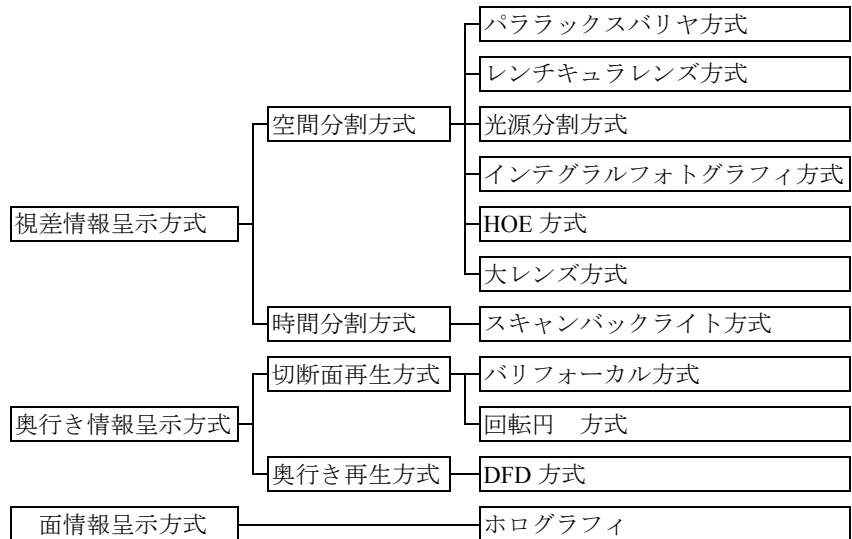 パララックスバリヤ方式
レンチキュラレンズ方式
空間分割方式
光源分割方式
インテグラルフォトグラフィ方式
視差情報呈示方式
HOE 方式
大レンズ方式
時間分割方式
スキャンバックライト方式
切断面再生方式
バリフォーカル方式
奥行き情報呈示方式
回転円　方式
奥行き再生方式
DFD 方式
面情報呈示方式
ホログラフィ